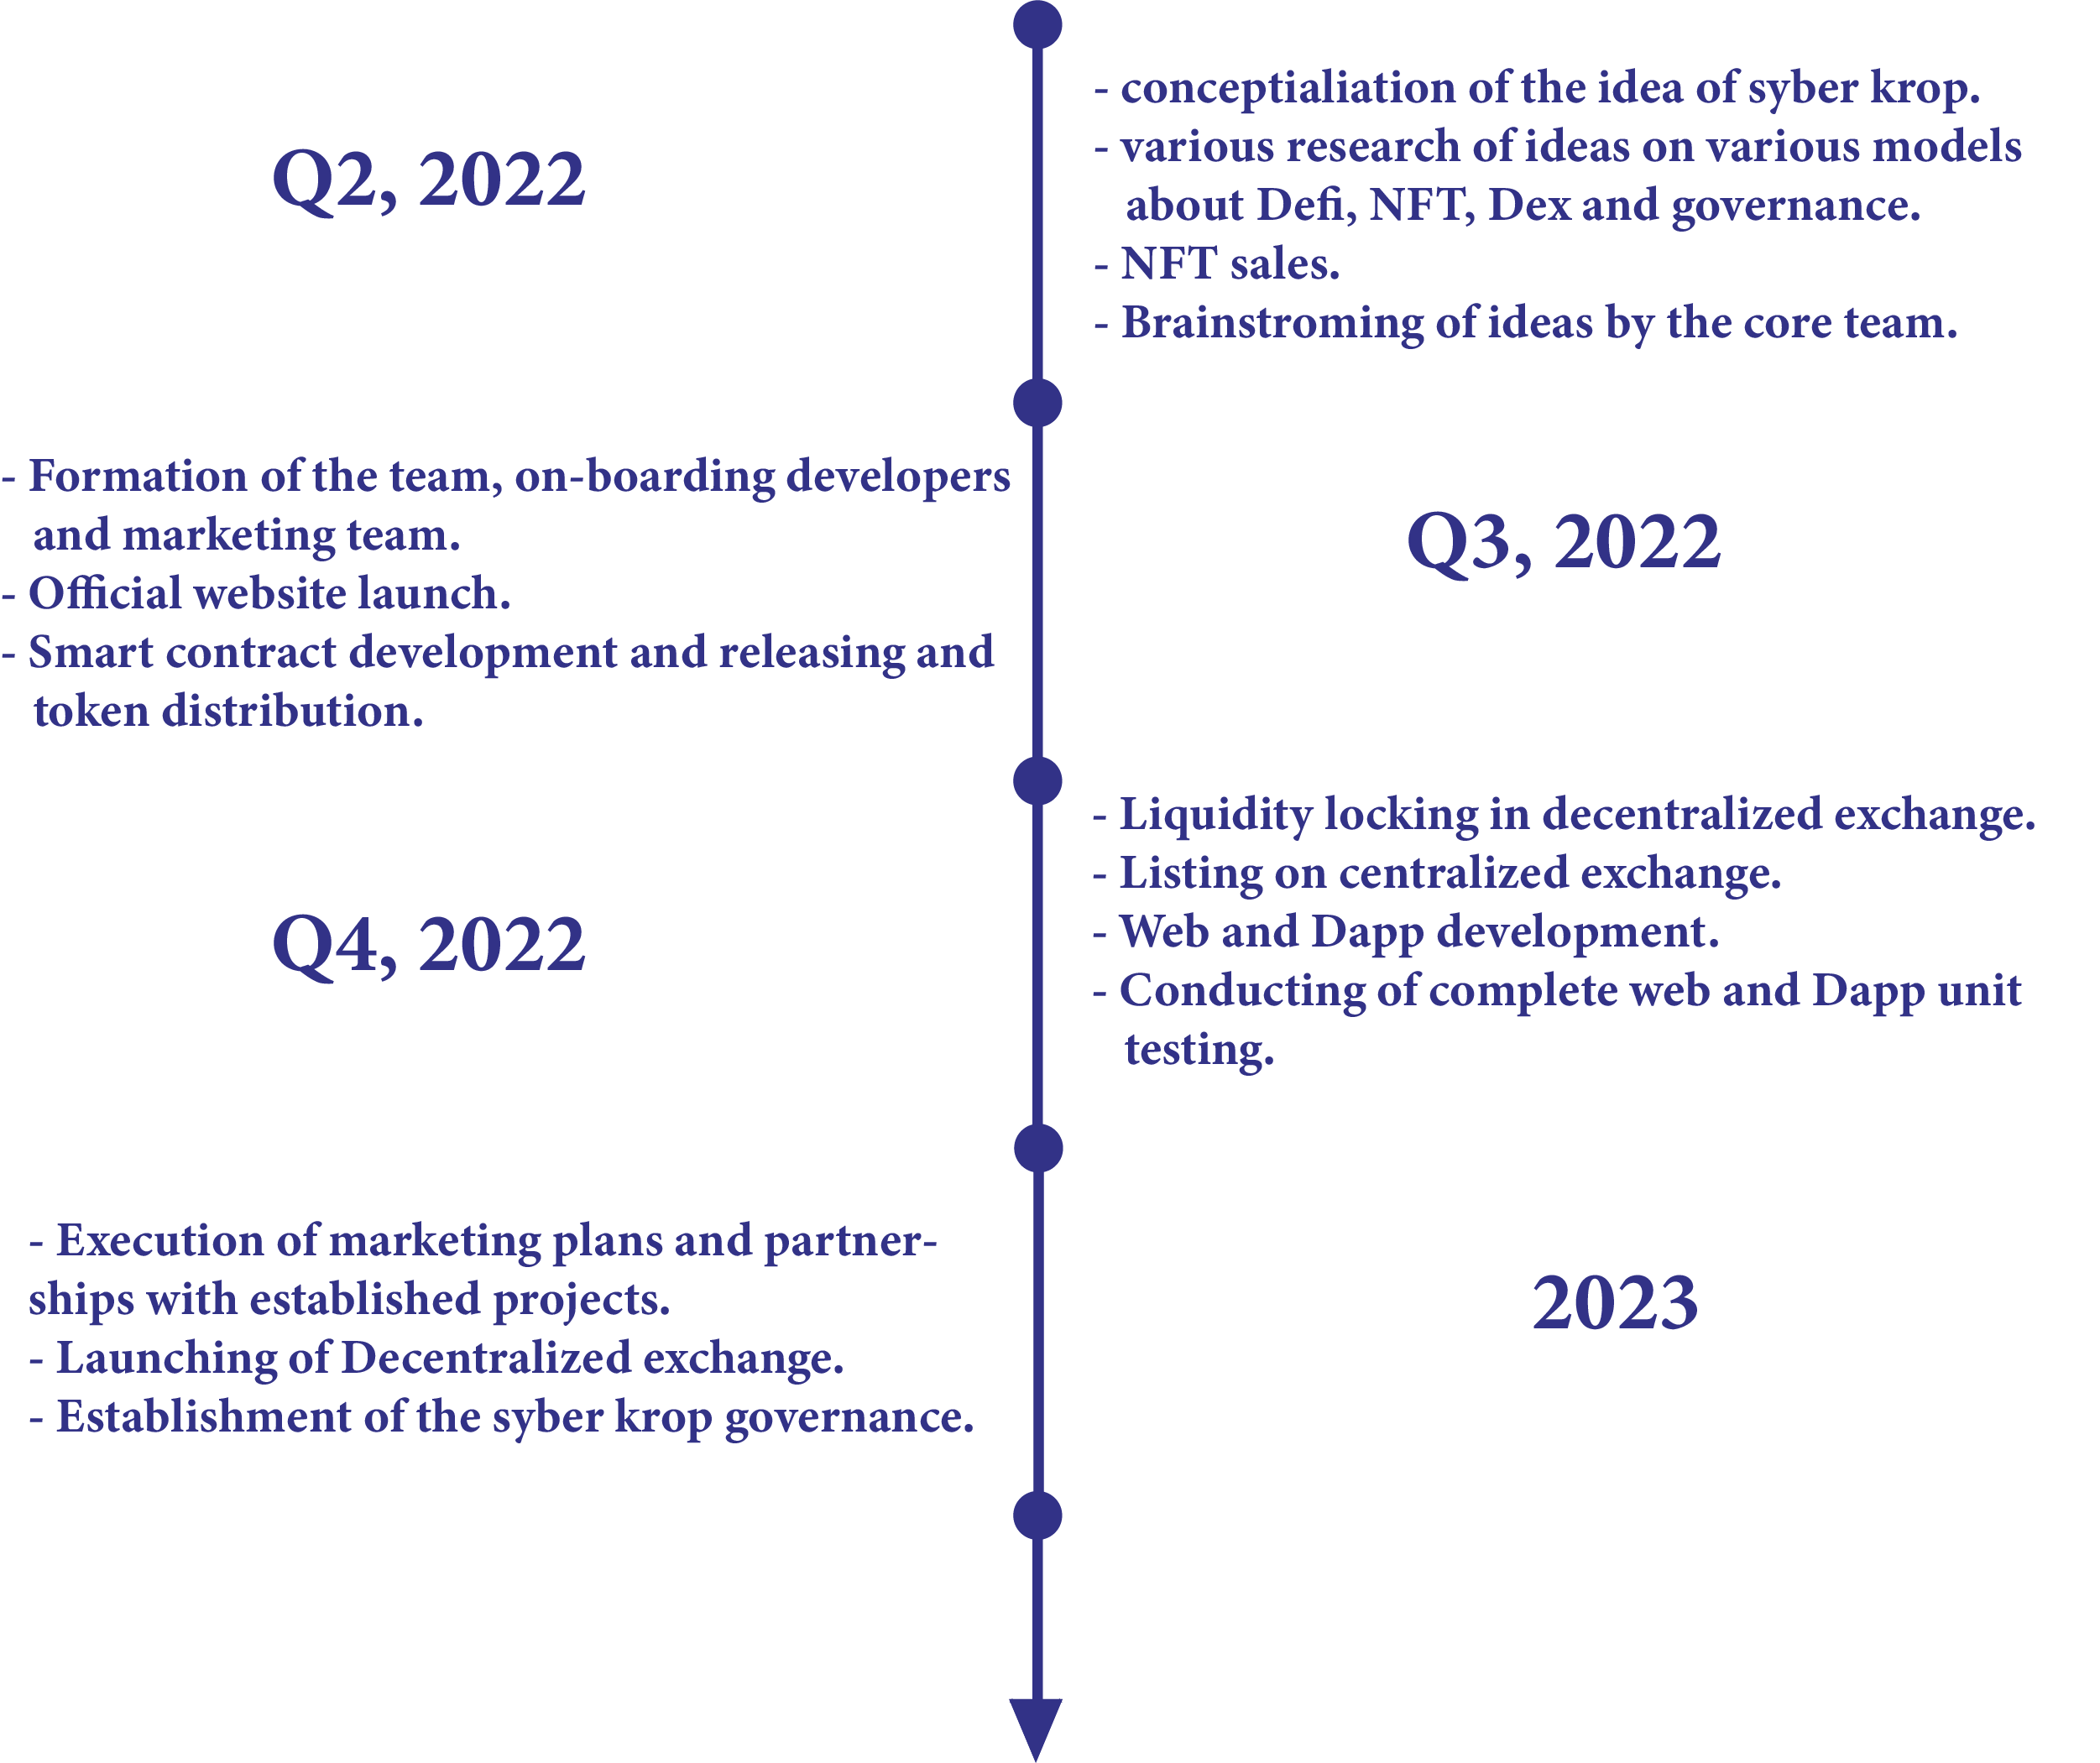 Q2, 2022
- conceptialiation of the idea of syber krop.
- various research of ideas on various models
about Defi, NFT, Dex and governance.
- NFT sales.
- Brainstroming of ideas by the core team.
- Formation of the team, on-boarding developers
and marketing team.
- Official website launch.
- Smart contract development and releasing and
token distribution.
Q3, 2022
Q4, 2022
- Liquidity locking in decentralized exchange.
- Listing on centralized exchange.
- Web and Dapp development.
- Conducting of complete web and Dapp unit
testing.
- Execution of marketing plans and partner-
ships with established projects.
- Launching of Decentralized exchange.
- Establishment of the syber krop governance.
2023